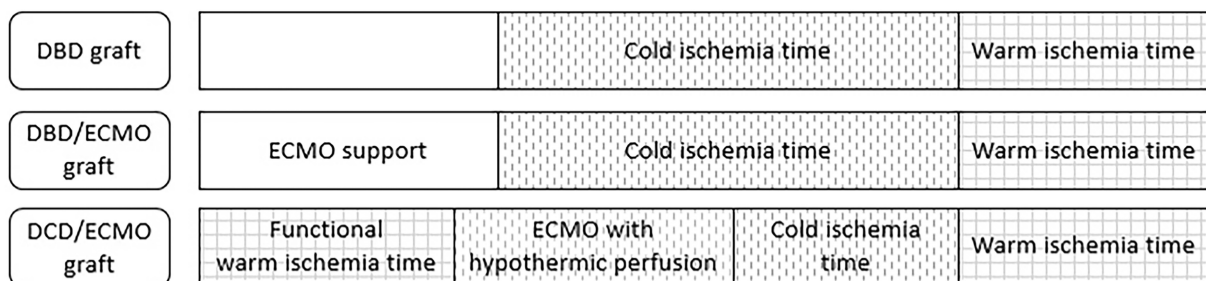 DBD graft
Cold ischemia time
Warm ischemia time
DBD/ECMO
graft
ECMO support
Cold ischemia time
Warm ischemia time
DCD/ECMO
graft
Functional
warm ischemia time
ECMO with
hypothermic perfusion
Cold ischemia
time
Warm ischemia time